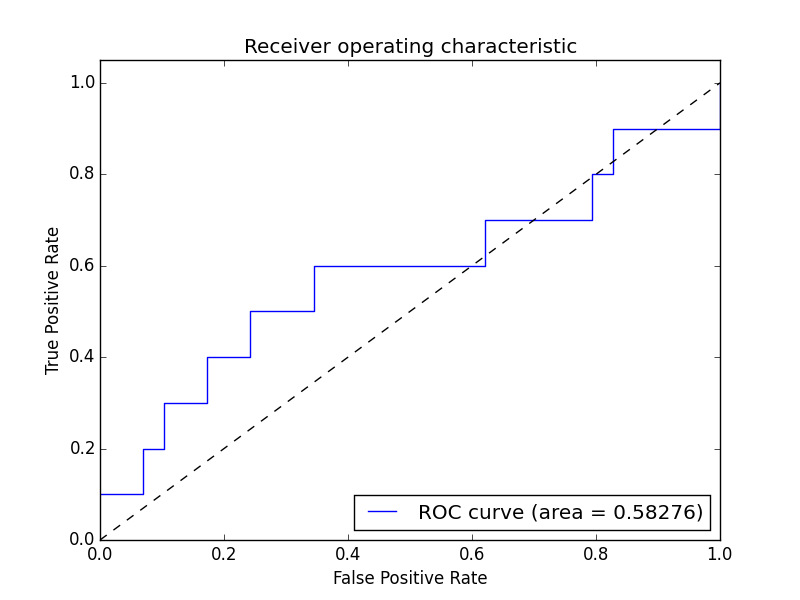 Receiver operating characteristic
1.0
0.8
0.6
0.4
0.2
0.0
True Positive Rate
ROC curve (area = 0.58276)
0.0 0.2 0.4 0.6 0.8 1.0
False Positive Rate